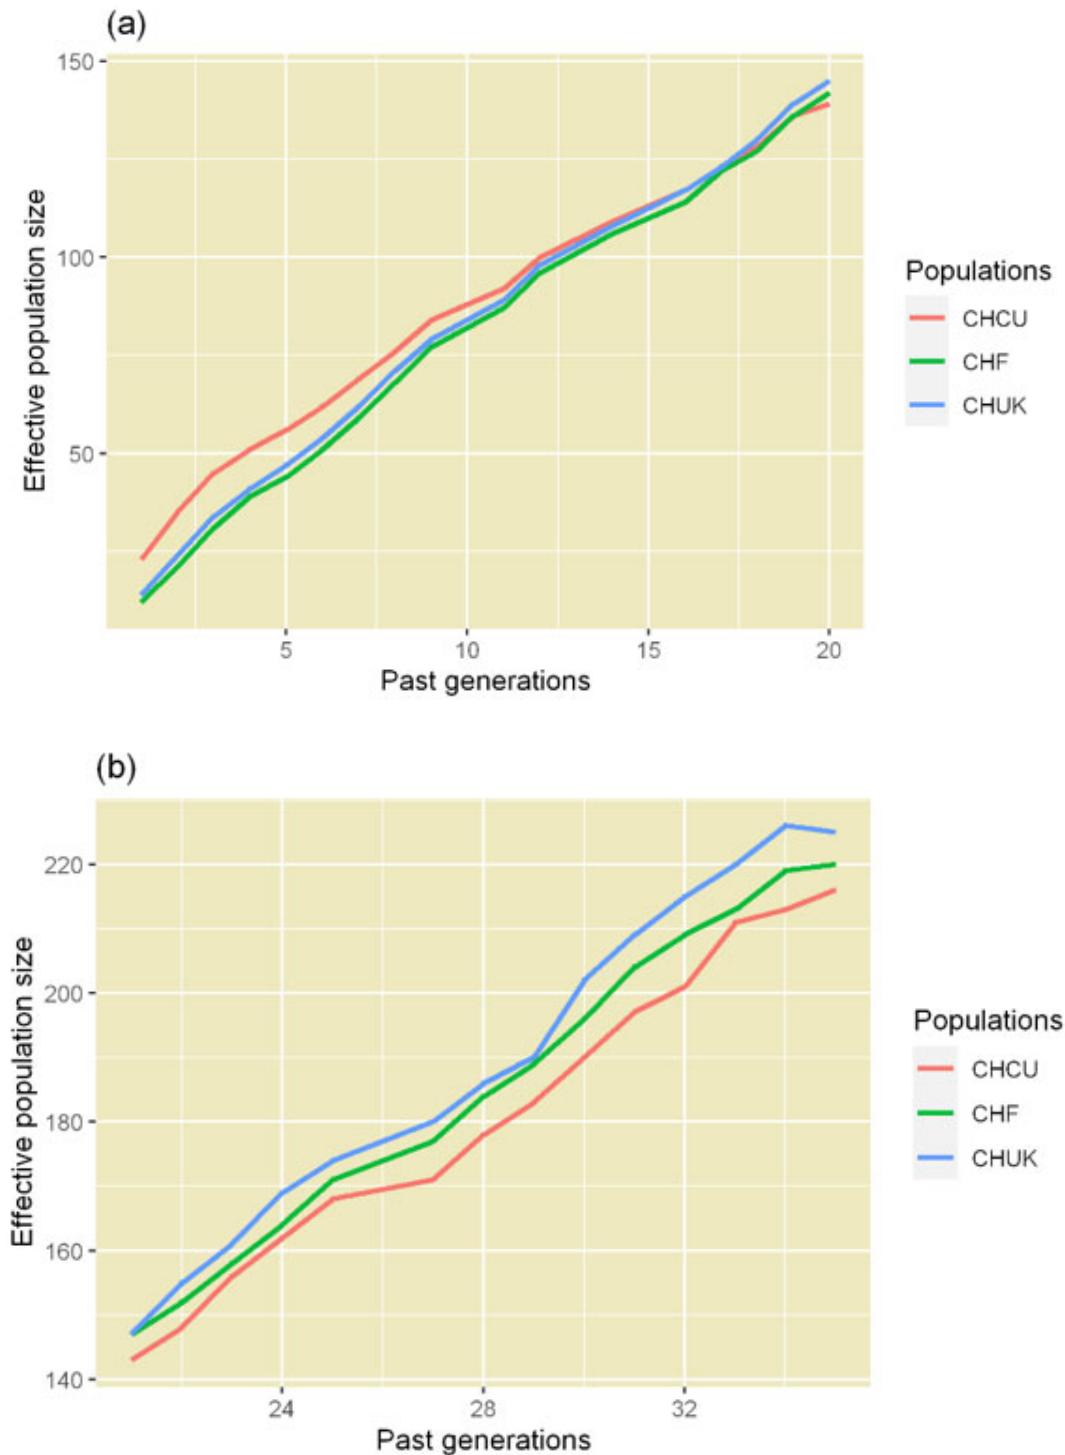 (a)
150
100
50
Effective population size
5 10 15 20
Past generations
Populations
CHCU
CHF
CHUK
(b)
220
200
180
160
140
Effective population size
24 28 32
Past generations
Populations
CHCU
CHF
CHUK